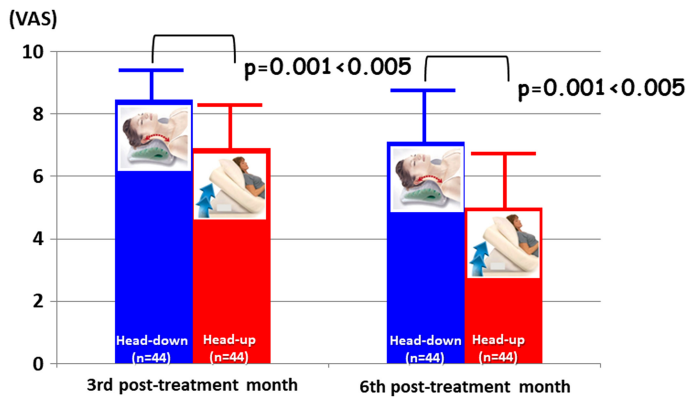 (VAS)
10
8
6
4
2
0
p=0.001<0.005
p=0.001<0.005
Head-down
(n=44)
Head-up
(n=44)
Head-down
(n=44)
Head-up
(n=44)
3rd post-treatment month
6th post-treatment month